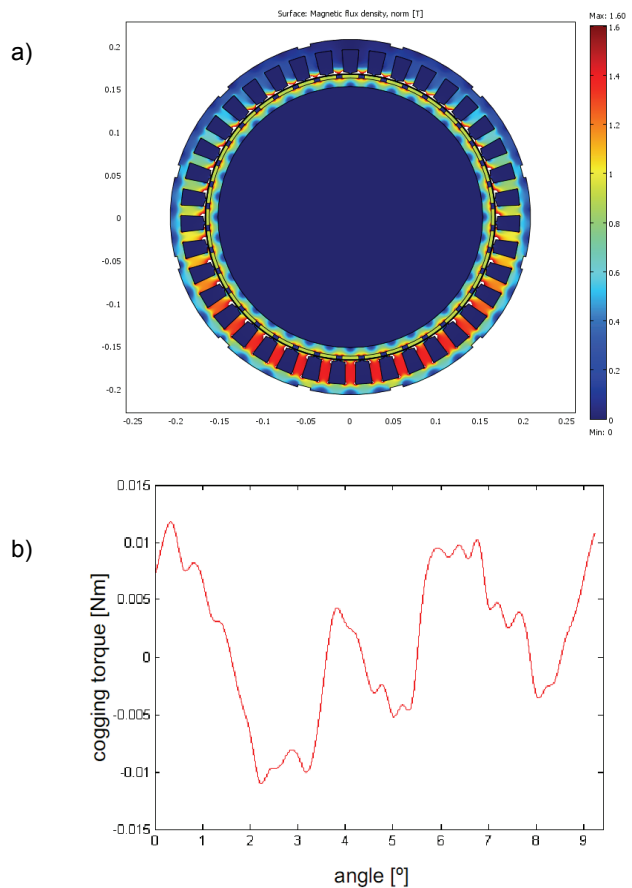 Surface: Magnetic flux density, norm [T]
Max: 1.60
a)
0.2
0.15
0.1
0.05
0
-0.05
-0.1
-0.15
-0.2
-0.25 -0.2 -0.15 -0.1 -0.05 0 0.05 0.1 0.15 0.2 0.25
1.6
1.4
1.2
1
0.8
0.6
0.4
0.2
0
Min: 0
b)
cogging torque [Nm]
0.015
0.01
0.005
0
-0.005
-0.01
-0.015
0 1 2 3 4 5 6 7 8 9
angle [º]